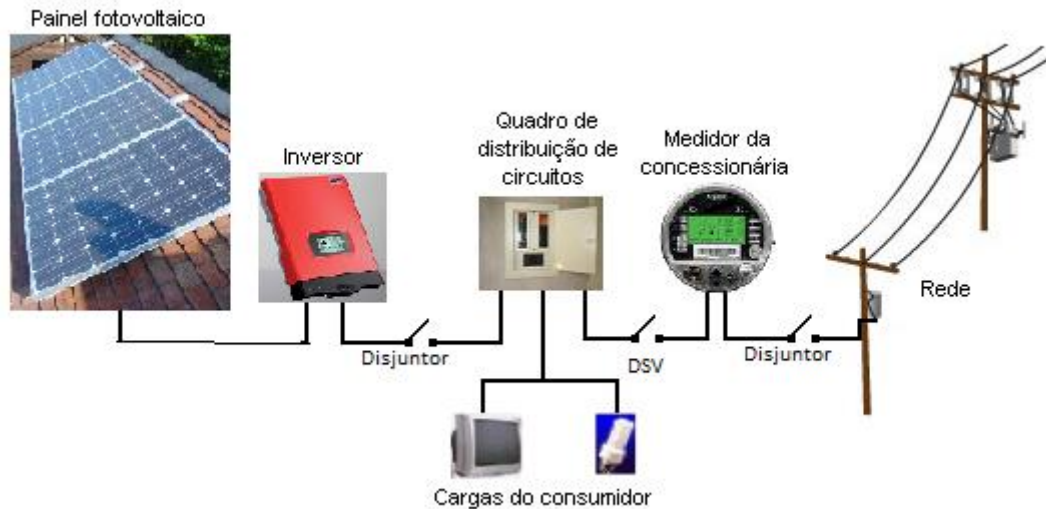 Painel fotovoltaico
Inversor
Quadro de
distribuição de
circuitos
Medidor da
concessionária
Rede
Disjuntor
DSV
Disjuntor
Cargas do consumidor